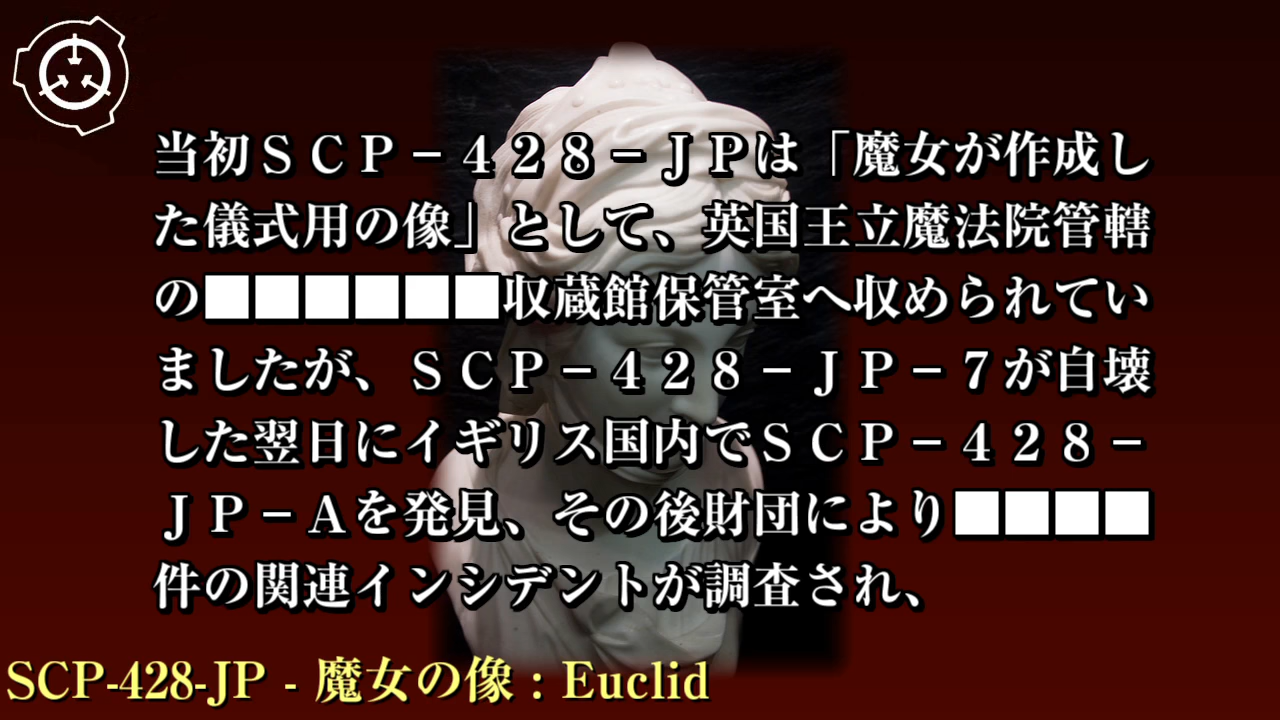 当初ＳＣＰ－４２８－ＪＰは「魔女が作成し
た儀式用の像」として、英国王立魔法院管轄
の■■■■■■収蔵館保管室へ収められてい
ましたが、ＳＣＰ－４２８－ＪＰ－７が自壊
した翌日にイギリス国内でＳＣＰ－４２８－
ＪＰ－Ａを発見、その後財団により■■■■
件の関連インシデントが調査され、
SCP-428-JP - 魔女の像 : Euclid